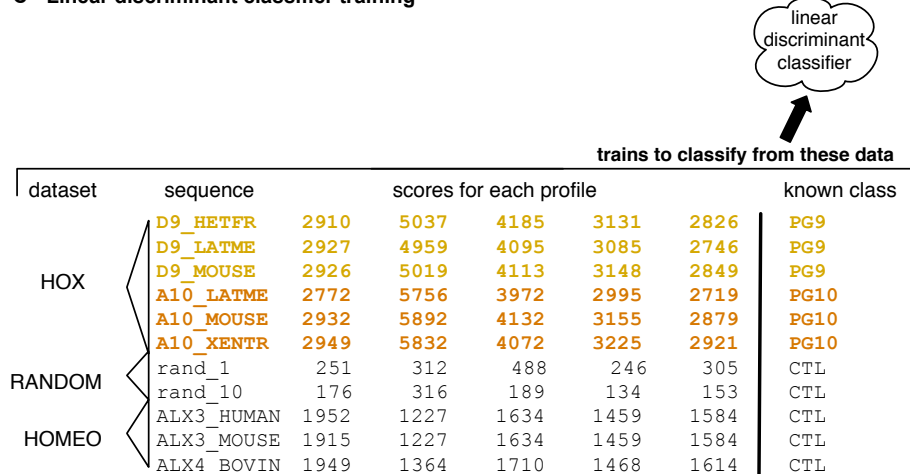 C Linear discriminant classifier training
linear
discriminant
classifier
trains to classify from these data
dataset sequence scores for each profile known class
D9_HETFR 2910 5037 4185 3131 2826 PG9
D9_LATME 2927 4959 4095 3085 2746 PG9
D9_MOUSE 2926 5019 4113 3148 2849 PG9
HOX
A10_LATME 2772 5756 3972 2995 2719 PG10
A10_MOUSE 2932 5892 4132 3155 2879 PG10
A10_XENTR 2949 5832 4072 3225 2921 PG10
rand_1 251 312 488 246 305 CTL
RANDOM
rand_10 176 316 189 134 153 CTL
ALX3_HUMAN 1952 1227 1634 1459 1584 CTL
HOMEO ALX3_MOUSE 1915 1227 1634 1459 1584 CTL
ALX4_BOVIN 1949 1364 1710 1468 1614 CTL